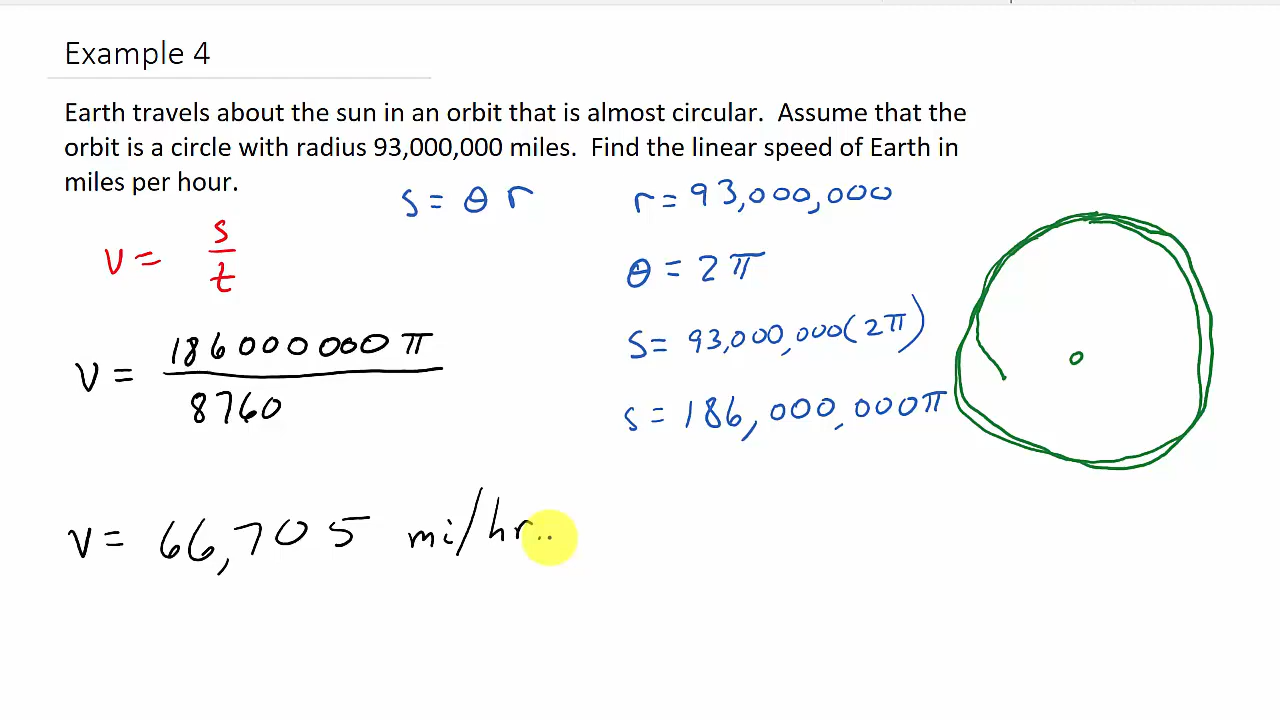 Example 4
Earth travels about the sun in an orbit that is almost circular.  Assume that the
orbit is a circle with radius 93,000,000 miles.  Find the linear speed of Earth in
miles per hour.
s = θ r
r = 93,000,000
v = s/t
θ = 2π
s = 93,000,000(2π)
v = 186000000π/8760
s = 186,000,000π
v = 66,705 mi/hr..